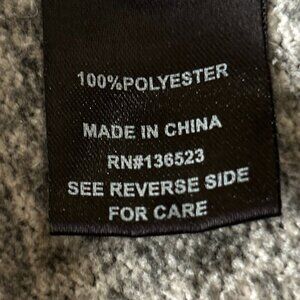 100%POLYESTER
MADE IN CHINA
RN#136523
SEE REVERSE SIDE
FOR CARE